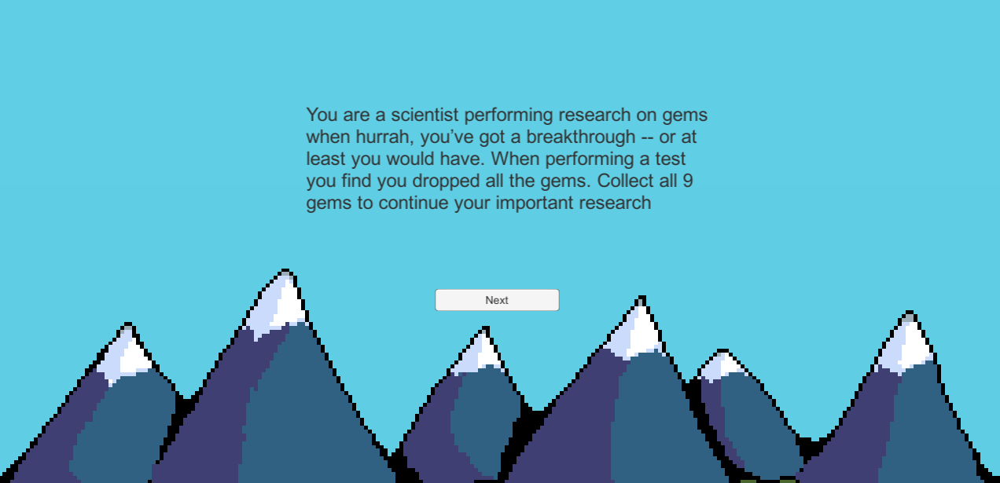 You are a scientist performing research on gems
when hurrah, you’ve got a breakthrough -- or at
least you would have. When performing a test
you find you dropped all the gems. Collect all 9
gems to continue your important research
Next